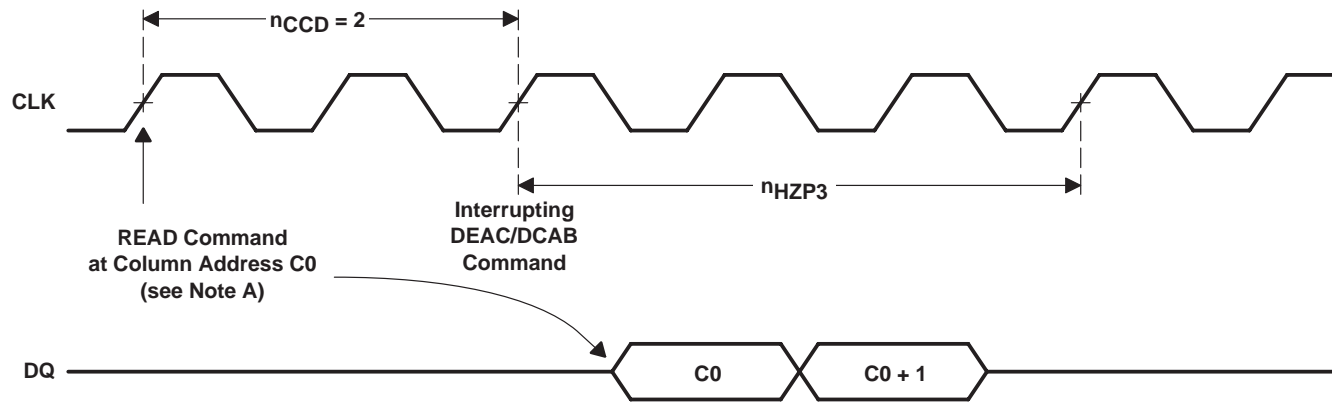 nCCD = 2
CLK
nHZP3
READ Command
at Column Address C0
(see Note A)
Interrupting
DEAC/DCAB
Command
DQ
C0
C0 + 1